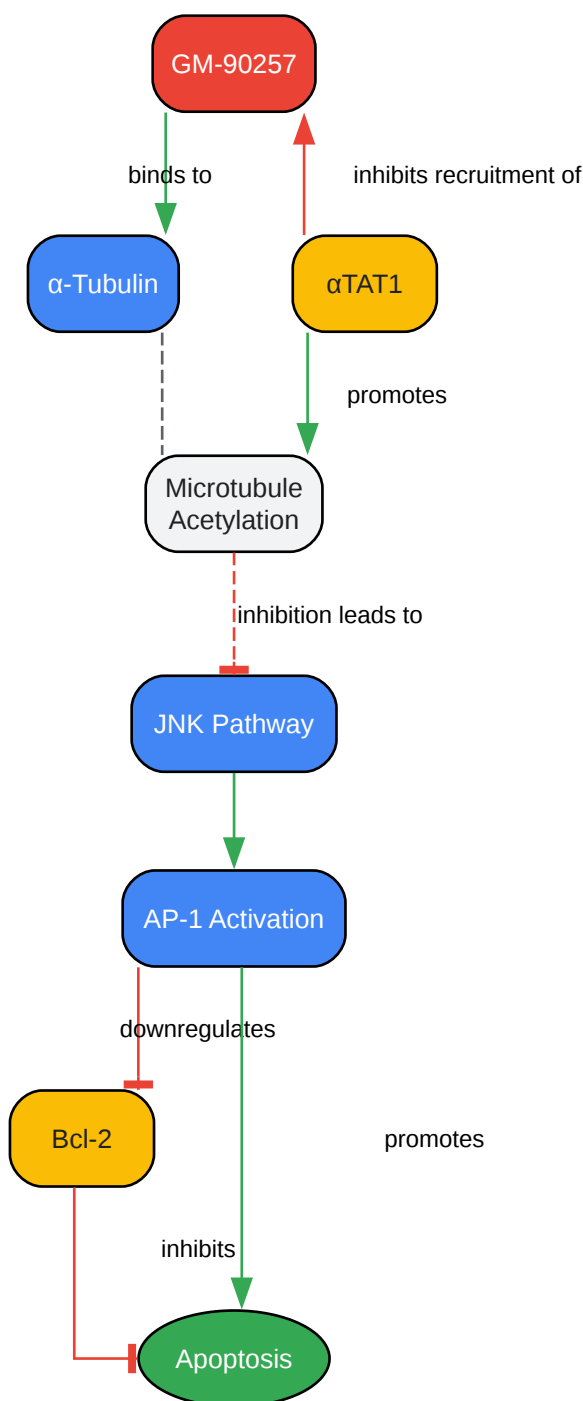 GM-90257
binds to
inhibits recruitment of
α-Tubulin
αTAT1
promotes
Microtubule
Acetylation
inhibition leads to
JNK Pathway
AP-1 Activation
downregulates
Bcl-2
promotes
inhibits
Apoptosis